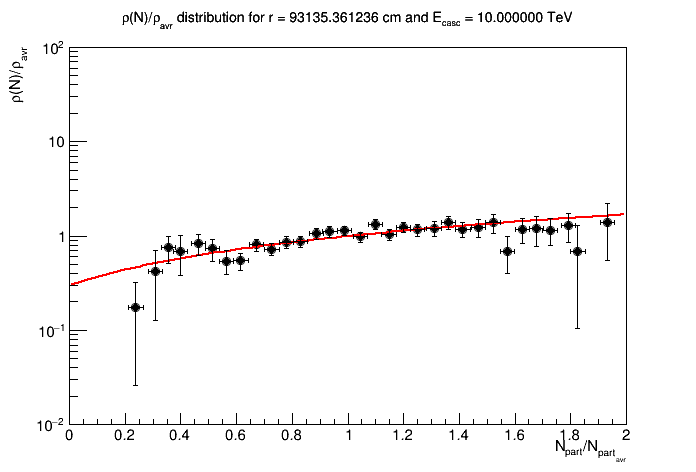 ρ(N)/ρavr distribution for r = 93135.361236 cm and Ecasc = 10.000000 TeV
ρ(N)/ρavr
10²
10
1
10⁻¹
10⁻²
0 0.2 0.4 0.6 0.8 1 1.2 1.4 1.6 1.8 2
Npart/Npartavr